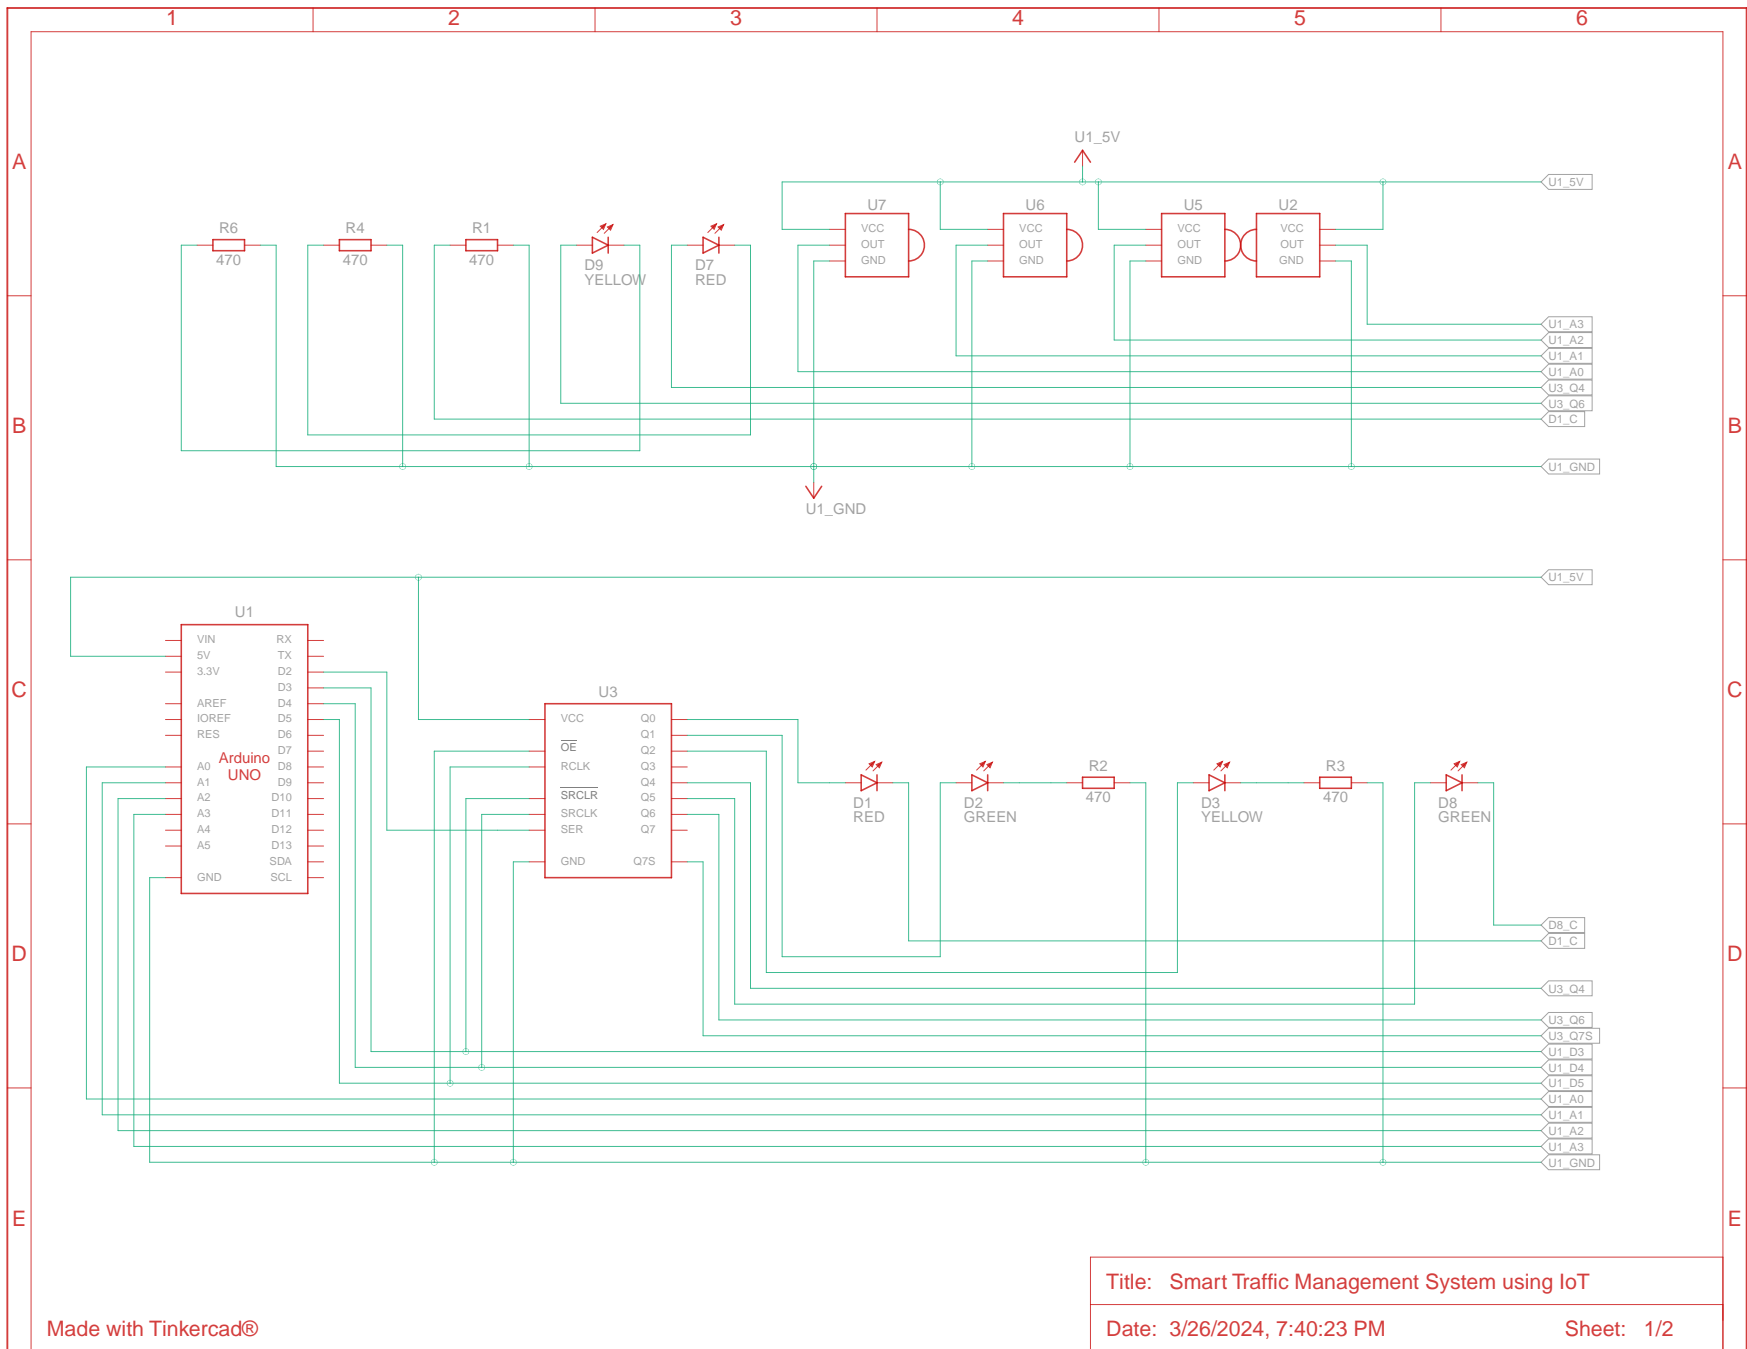 1 2 3 4 5 6
A A
U1_5V
U1_5V
R6 R4 R1 U7 U6 U5 U2
470 470 470
D9 D7
YELLOW RED
VCC VCC VCC VCC
OUT OUT OUT OUT
GND GND GND GND
U1_A3
U1_A2
U1_A1
U1_A0
U3_Q4
U3_Q6
D1_C
B B
U1_GND
U1_GND
U1_5V
U1
VIN RX
5V TX
3.3V D2
D3
AREF D4
IOREF D5
RES D6
D7
A0 D8
A1 D9
A2 D10
A3 D11
A4 D12
A5 D13
SDA
GND SCL
Arduino
UNO
C C
U3
VCC Q0
Q1
OE Q2
RCLK Q3
Q4
SRCLR Q5
SRCLK Q6
SER Q7
GND Q7S
R2 R3
470 470
D1 D2 D3 D8
RED GREEN YELLOW GREEN
D8_C
D1_C
D D
U3_Q4
U3_Q6
U3_Q7S
U1_D3
U1_D4
U1_D5
U1_A0
U1_A1
U1_A2
U1_A3
U1_GND
E E
Title: Smart Traffic Management System using IoT
Made with Tinkercad®
Date: 3/26/2024, 7:40:23 PM Sheet: 1/2